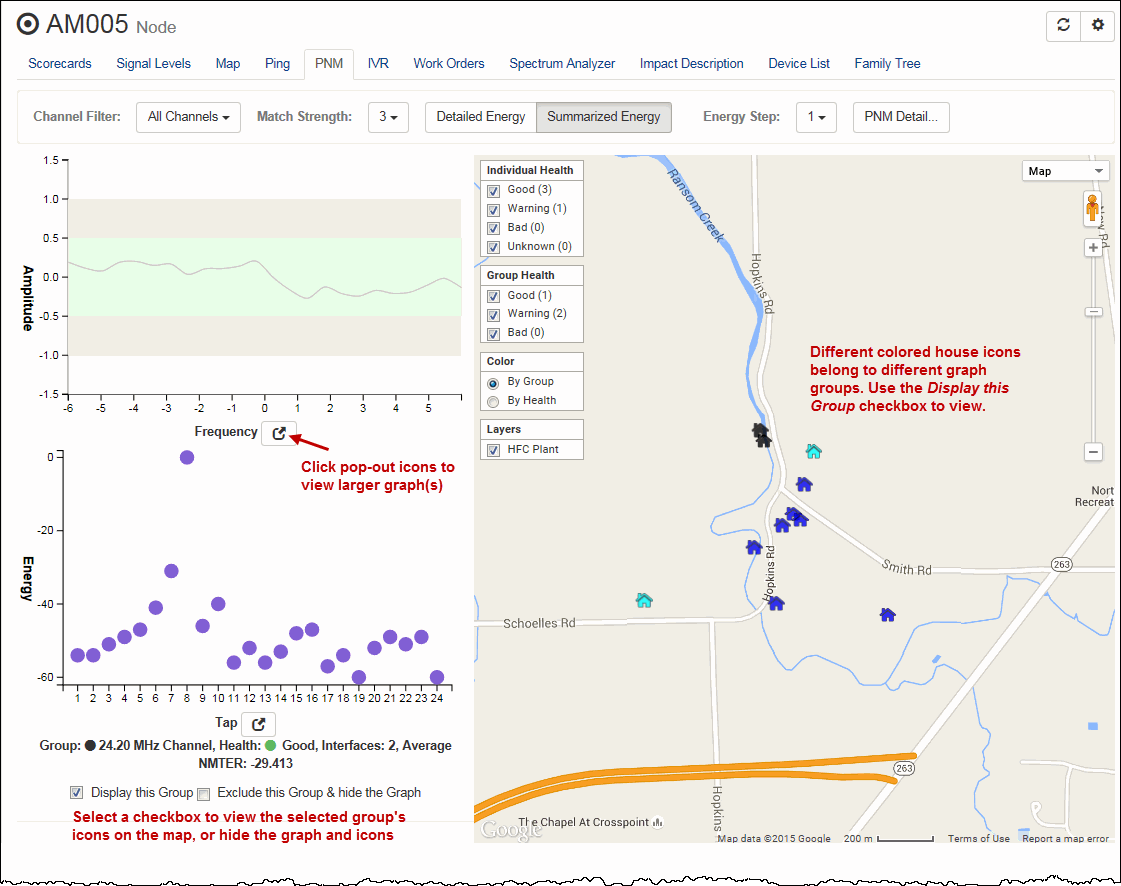 AM005 Node
Scorecards Signal Levels Map Ping PNM IVR Work Orders Spectrum Analyzer Impact Description Device List Family Tree
Channel Filter: All Channels Match Strength: 3 Detailed Energy Summarized Energy Energy Step: 1 PNM Detail...
1.5
1.0
0.5
0.0
-0.5
-1.0
-1.5
Amplitude
-6 -5 -4 -3 -2 -1 0 1 2 3 4 5
Frequency
Click pop-out icons to
view larger graph(s)
0
-20
-40
-60
Energy
1 2 3 4 5 6 7 8 9 10 11 12 13 14 15 16 17 18 19 20 21 22 23 24
Tap
Group: 24.20 MHz Channel, Health: Good, Interfaces: 2, Average
NMTER: -29.413
Display this Group Exclude this Group & hide the Graph
Select a checkbox to view the selected group's
icons on the map, or hide the graph and icons
Individual Health
Good (3)
Warning (1)
Bad (0)
Unknown (0)
Group Health
Good (1)
Warning (2)
Bad (0)
Color
By Group
By Health
Layers
HFC Plant
Map
Ransom Creek
Hopkins Rd
Different colored house icons
belong to different graph
groups. Use the Display this
Group checkbox to view.
Nort
Recreat
Hopkins Rd
Smith Rd
263
Schoelles Rd
263
Hopkins
The Chapel At Crosspoint
Google
Map data ©2015 Google 200 m Terms of Use Report a map error